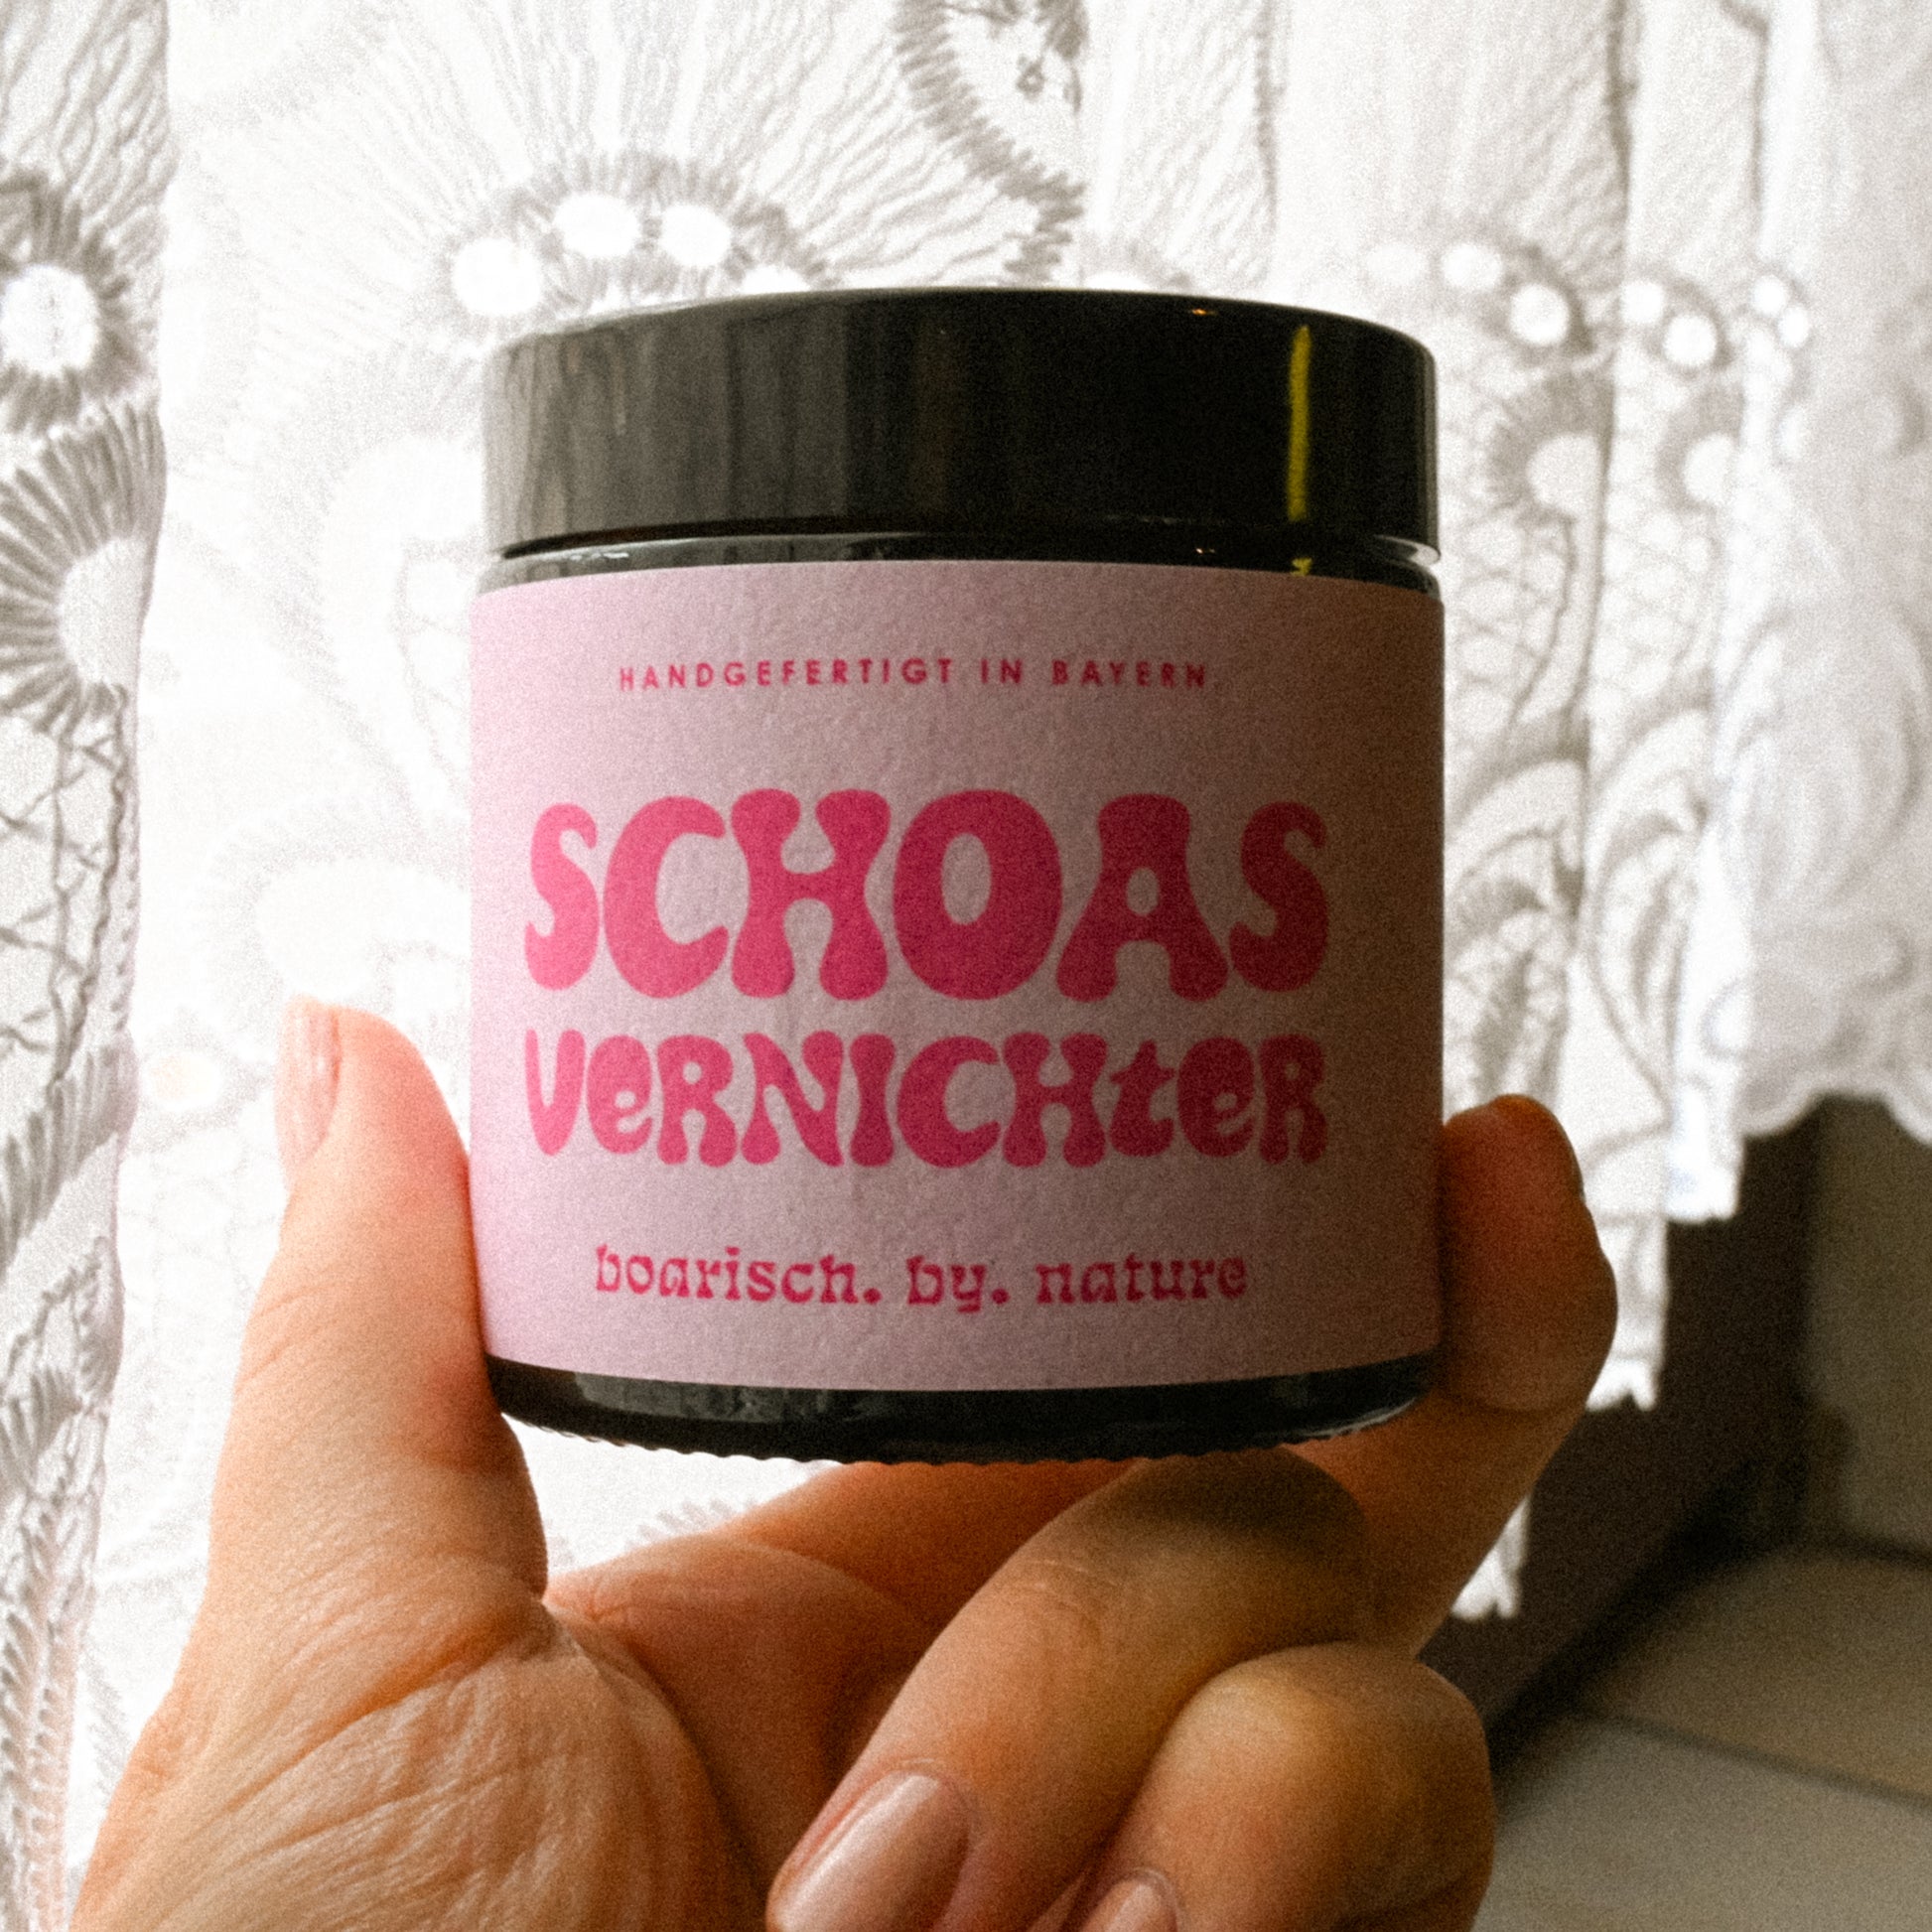 HANDGEFERTIGT IN BAYERN
SCHOAS
VeRNICHteR
boarisch. by. nature